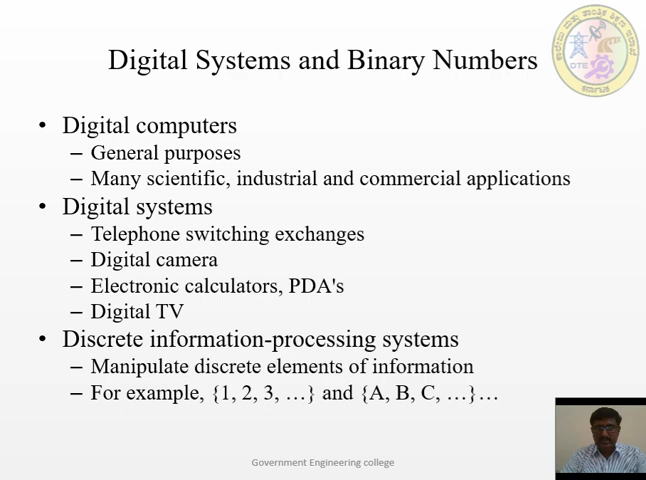 Digital Systems and Binary Numbers
DTE
• Digital computers
– General purposes
– Many scientific, industrial and commercial applications
• Digital systems
– Telephone switching exchanges
– Digital camera
– Electronic calculators, PDA's
– Digital TV
• Discrete information-processing systems
– Manipulate discrete elements of information
– For example, {1, 2, 3, …} and {A, B, C, …}…
Government Engineering college